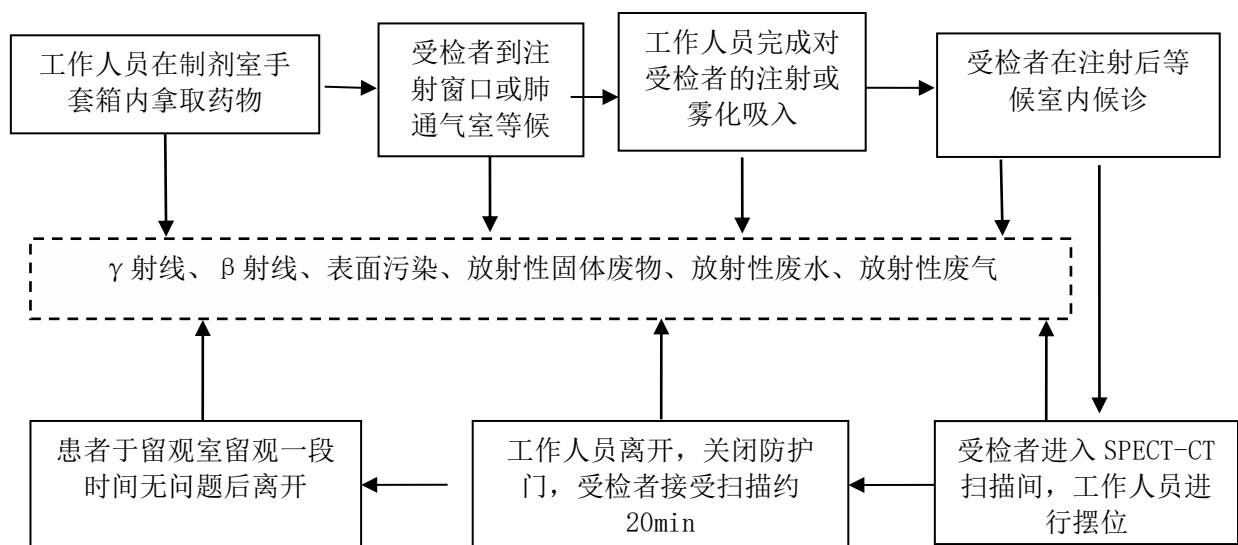 工作人员在制剂室手
套箱内拿取药物
受检者到注
射窗口或肺
通气室等候
工作人员完成对
受检者的注射或
雾化吸入
受检者在注射后等
候室内候诊
γ射线、β射线、表面污染、放射性固体废物、放射性废水、放射性废气
患者于留观室留观一段
时间无问题后离开
工作人员离开，关闭防护
门，受检者接受扫描约
20min
受检者进入 SPECT-CT
扫描间，工作人员进
行摆位